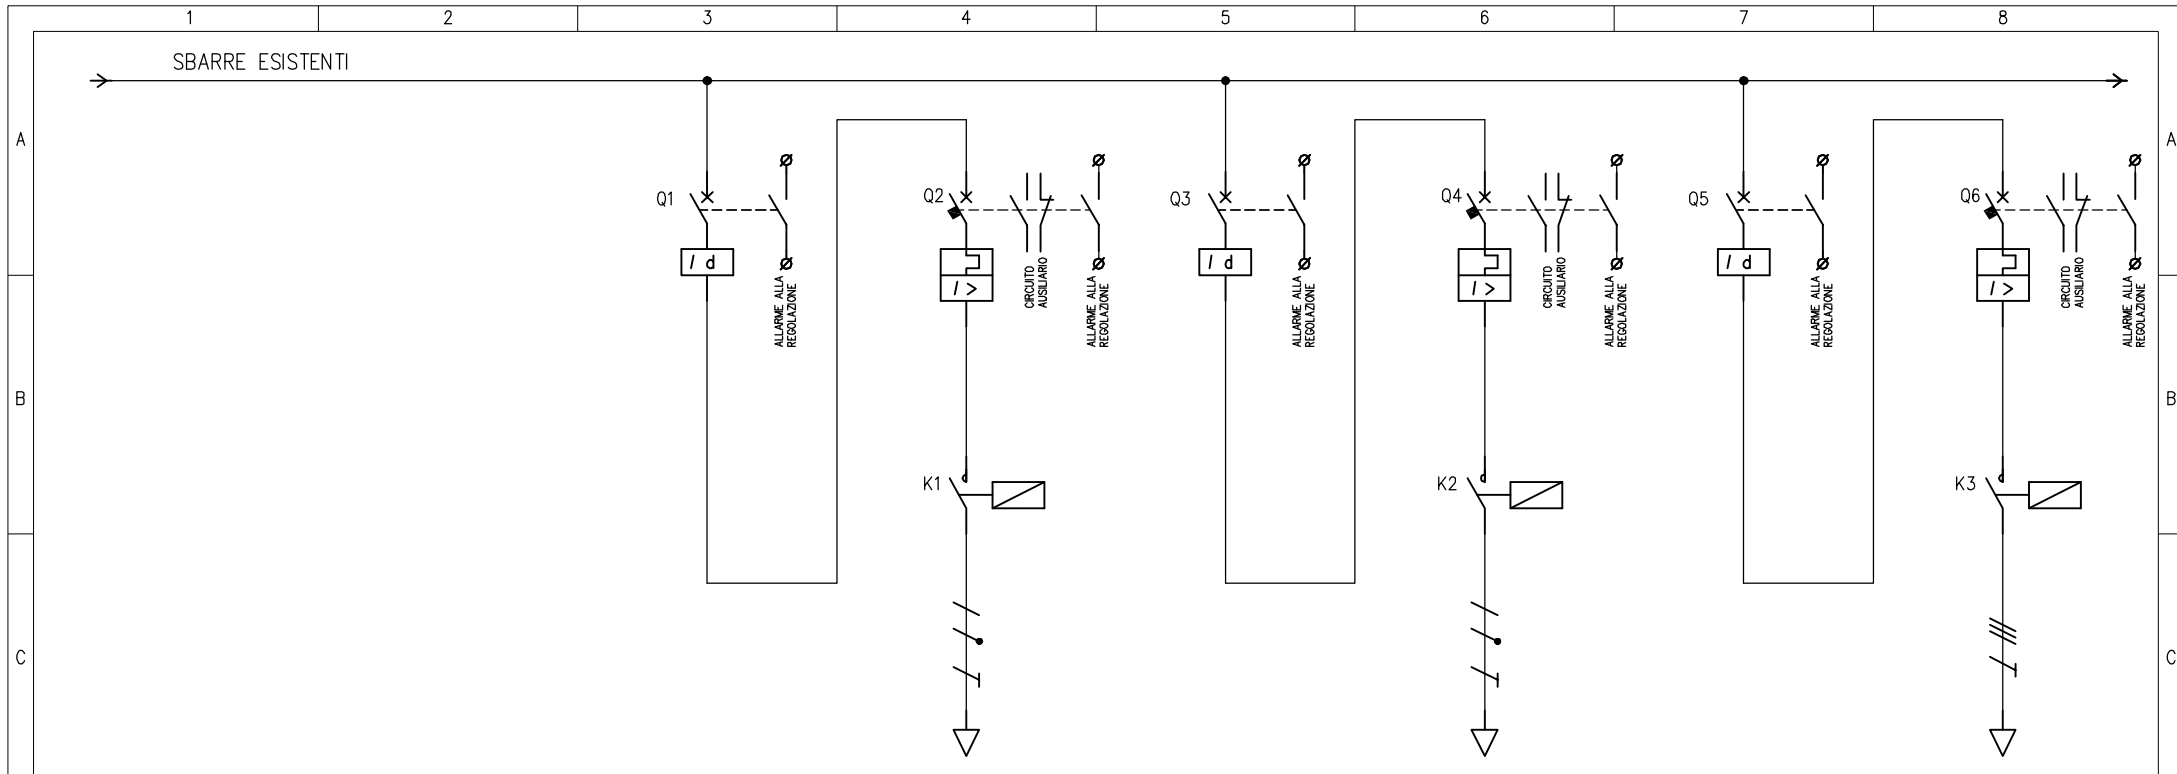 1 2 3 4 5 6 7 8
SBARRE ESISTENTI
A A
Q1 Q2 Q3 Q4 Q5 Q6
I d I d I d
I > I > I >
ALLARME ALLA
REGOLAZIONE
CIRCUITO
AUSILIARIO
ALLARME ALLA
REGOLAZIONE
ALLARME ALLA
REGOLAZIONE
CIRCUITO
AUSILIARIO
ALLARME ALLA
REGOLAZIONE
ALLARME ALLA
REGOLAZIONE
CIRCUITO
AUSILIARIO
ALLARME ALLA
REGOLAZIONE
B B
K1 K2 K3
C C